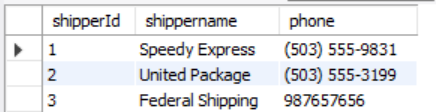 shipperId shippername phone
1 Speedy Express (503) 555-9831
2 United Package (503) 555-3199
3 Federal Shipping 987657656